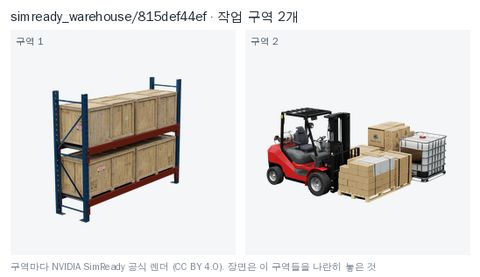 simready_warehouse/815def44ef · 작업 구역 2개
구역 1
구역 2
구역마다 NVIDIA SimReady 공식 렌더 (CC BY 4.0). 장면은 이 구역들을 나란히 놓은 것